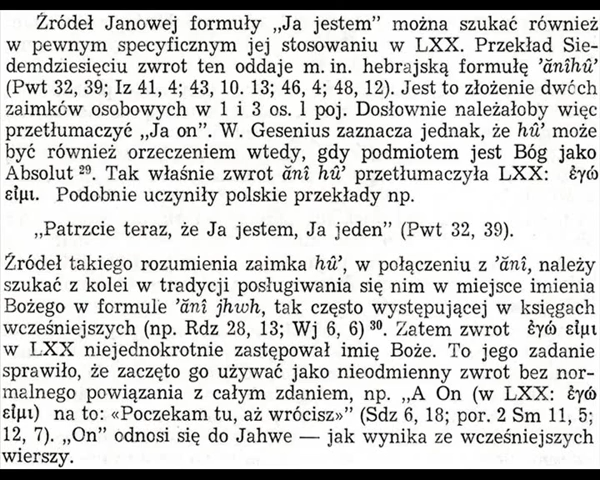 Źródeł Janowej formuły „Ja jestem” można szukać również
w pewnym specyficznym jej stosowaniu w LXX. Przekład Sie-
demdziesięciu zwrot ten oddaje m. in. hebrajską formułę ’ănîhû’
(Pwt 32, 39; Iz 41, 4; 43, 10. 13; 46, 4; 48, 12). Jest to złożenie dwóch
zaimków osobowych w 1 i 3 os. l poj. Dosłownie należałoby więc
przetłumaczyć „Ja on”. W. Gesenius zaznacza jednak, że hû’ może
być również orzeczeniem wtedy, gdy podmiotem jest Bóg jako
Absolut ²⁹. Tak właśnie zwrot ănî hû’ przetłumaczyła LXX: ἐγώ
εἰμι. Podobnie uczyniły polskie przekłady np.
„Patrzcie teraz, że Ja jestem, Ja jeden” (Pwt 32, 39).
Źródeł takiego rozumienia zaimka hû’, w połączeniu z ’ănî, należy
szukać z kolei w tradycji posługiwania się nim w miejsce imienia
Bożego w formule ’ănî jhwh, tak często występującej w księgach
wcześniejszych (np. Rdz 28, 13; Wj 6, 6) ³⁰. Zatem zwrot ἐγώ εἰμι
w LXX niejednokrotnie zastępował imię Boże. To jego zadanie
sprawiło, że zaczęto go używać jako nieodmienny zwrot bez nor-
malnego powiązania z całym zdaniem, np. „A On (w LXX: ἐγώ
εἰμι) na to: «Poczekam tu, aż wrócisz»” (Sdz 6, 18; por. 2 Sm 11, 5;
12, 7). „On” odnosi się do Jahwe — jak wynika ze wcześniejszych
wierszy.